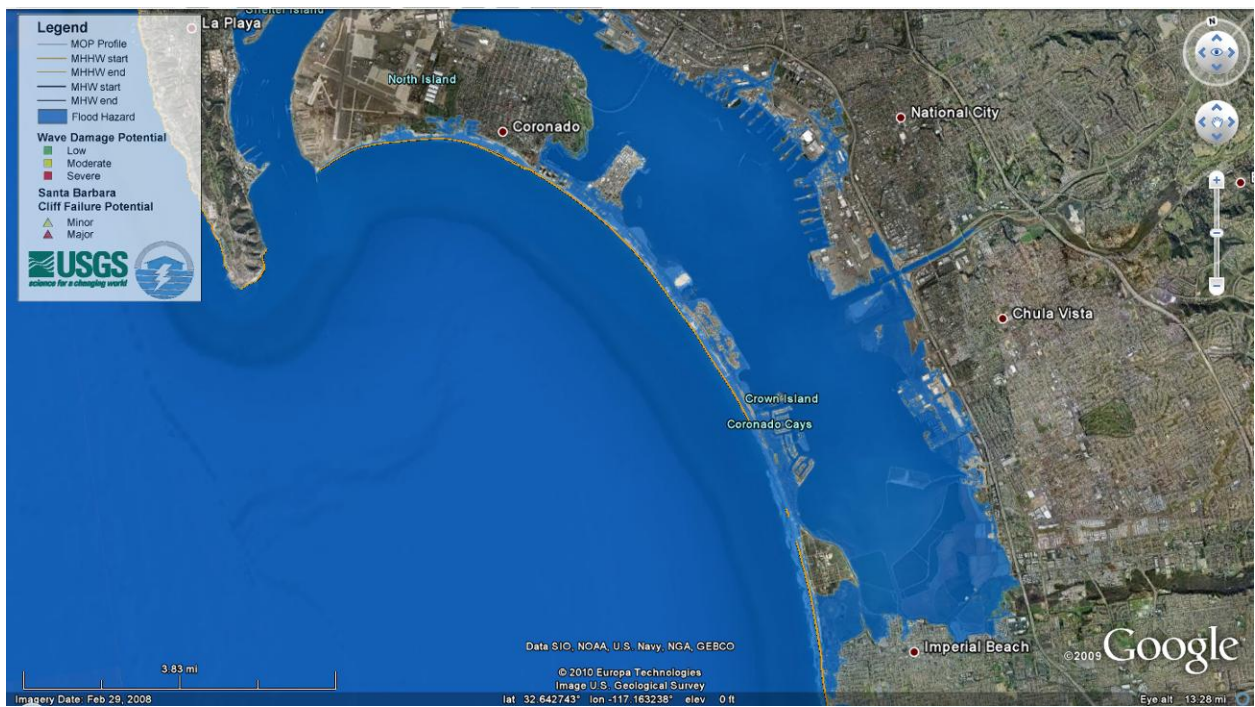 Legend
MOP Profile
MHHW start
MHHW end
MHW start
MHW end
Flood Hazard
Wave Damage Potential
Low
Moderate
Severe
Santa Barbara
Cliff Failure Potential
Minor
Major
USGS
science for a changing world
Shelter Island
La Playa
North Island
Coronado
National City
Chula Vista
Crown Island
Coronado Cays
Imperial Beach
N
Data SIO, NOAA, U.S. Navy, NGA, GEBCO
© 2010 Europa Technologies
Image U.S. Geological Survey
©2009 Google
3.83 mi
Imagery Date: Feb 29, 2008
lat 32.642743° lon -117.163238° elev 0 ft
Eye alt 13.28 mi